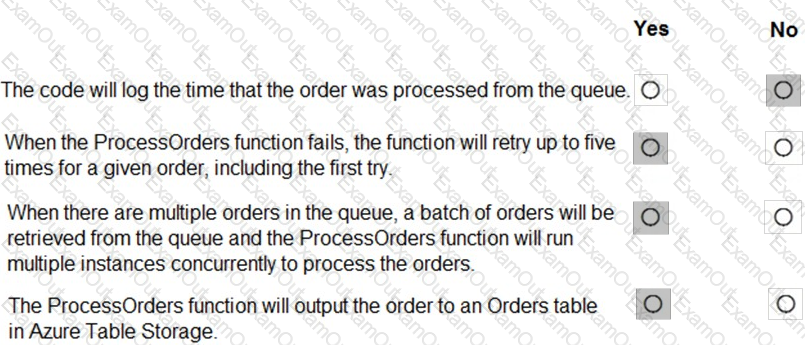 Yes No
The code will log the time that the order was processed from the queue.
When the ProcessOrders function fails, the function will retry up to five
times for a given order, including the first try.
When there are multiple orders in the queue, a batch of orders will be
retrieved from the queue and the ProcessOrders function will run
multiple instances concurrently to process the orders.
The ProcessOrders function will output the order to an Orders table
in Azure Table Storage.